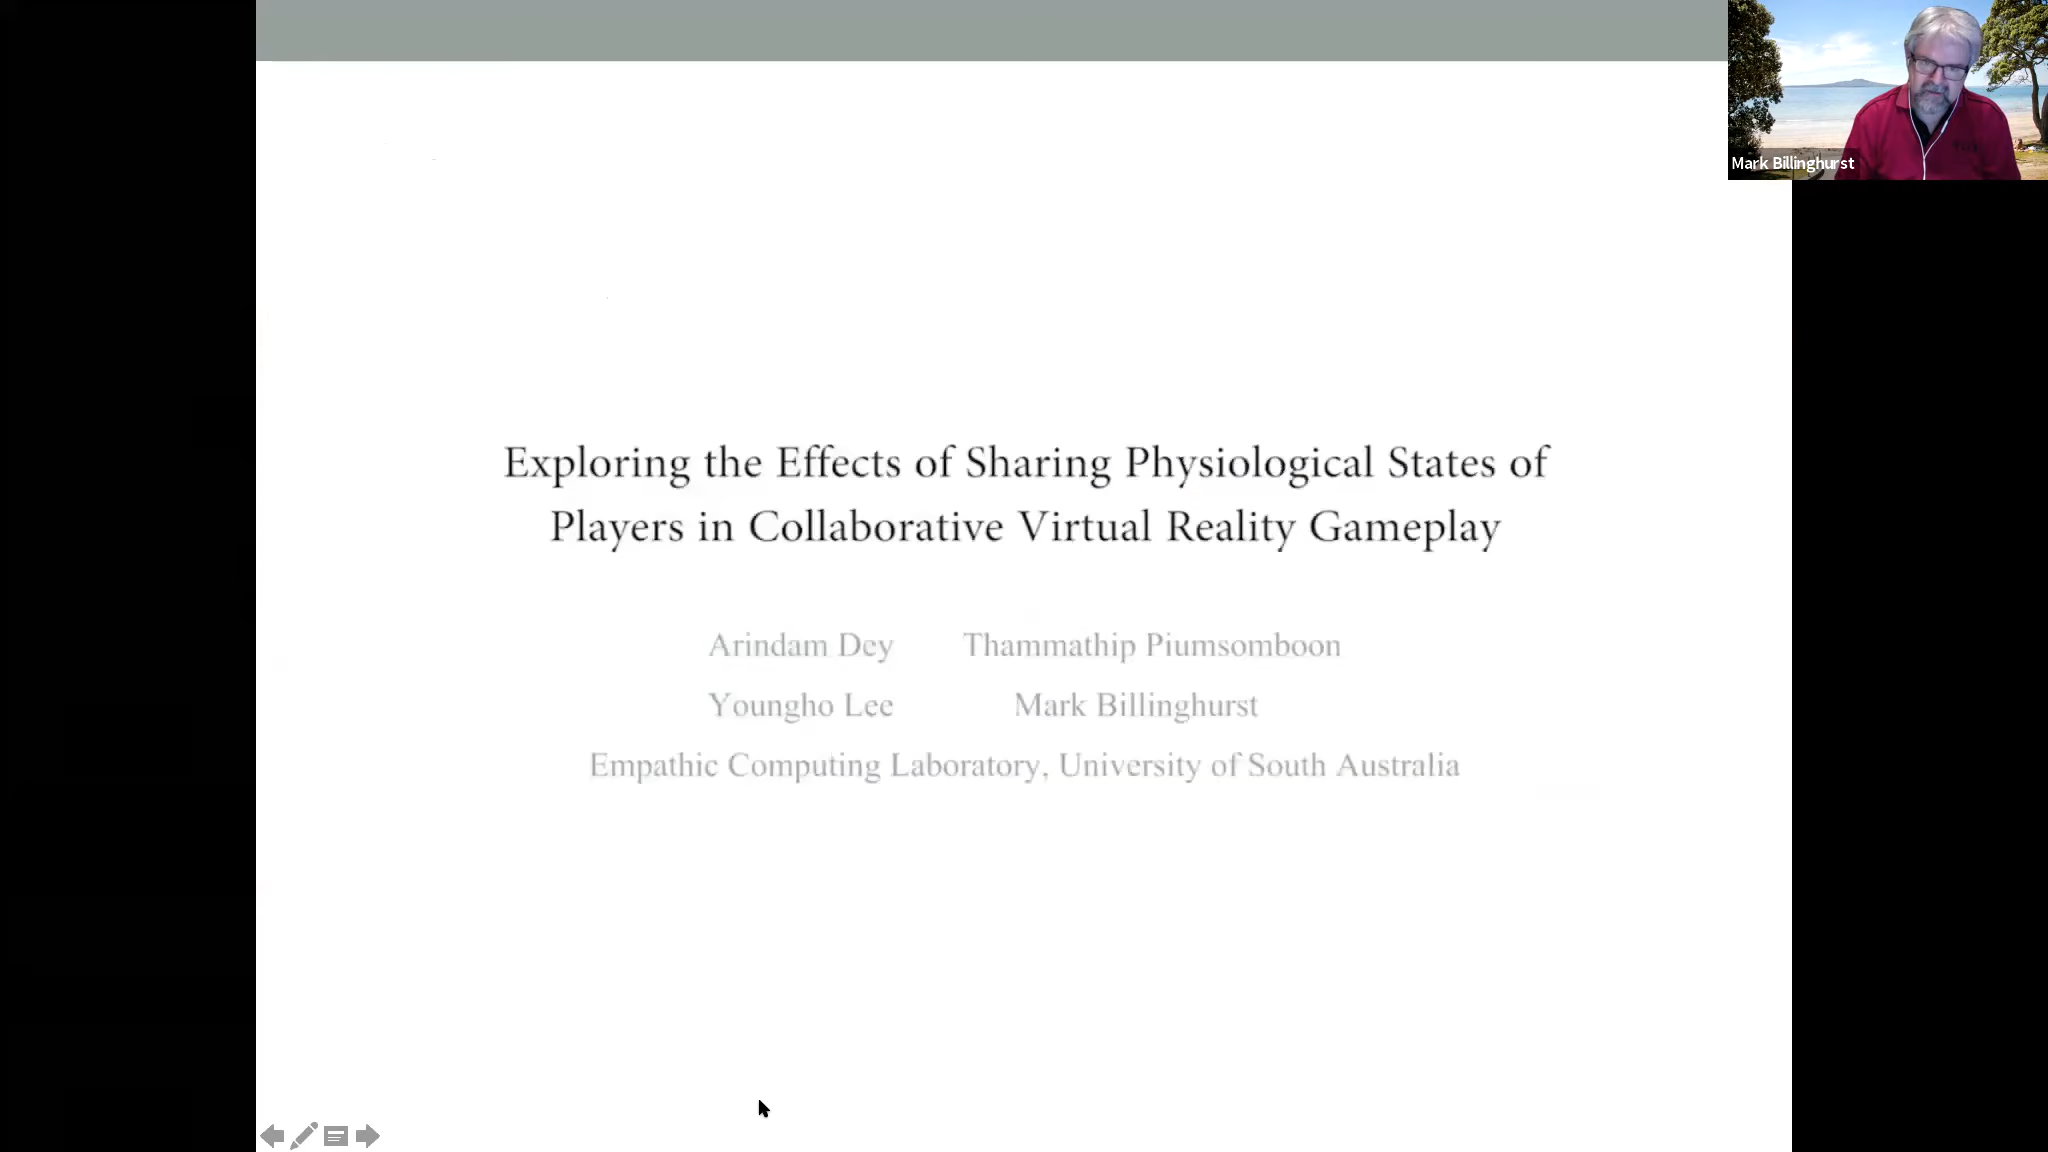 Mark Billinghurst
Exploring the Effects of Sharing Physiological States of
Players in Collaborative Virtual Reality Gameplay
Arindam Dey Thammathip Piumsomboon
Youngho Lee Mark Billinghurst
Empathic Computing Laboratory, University of South Australia